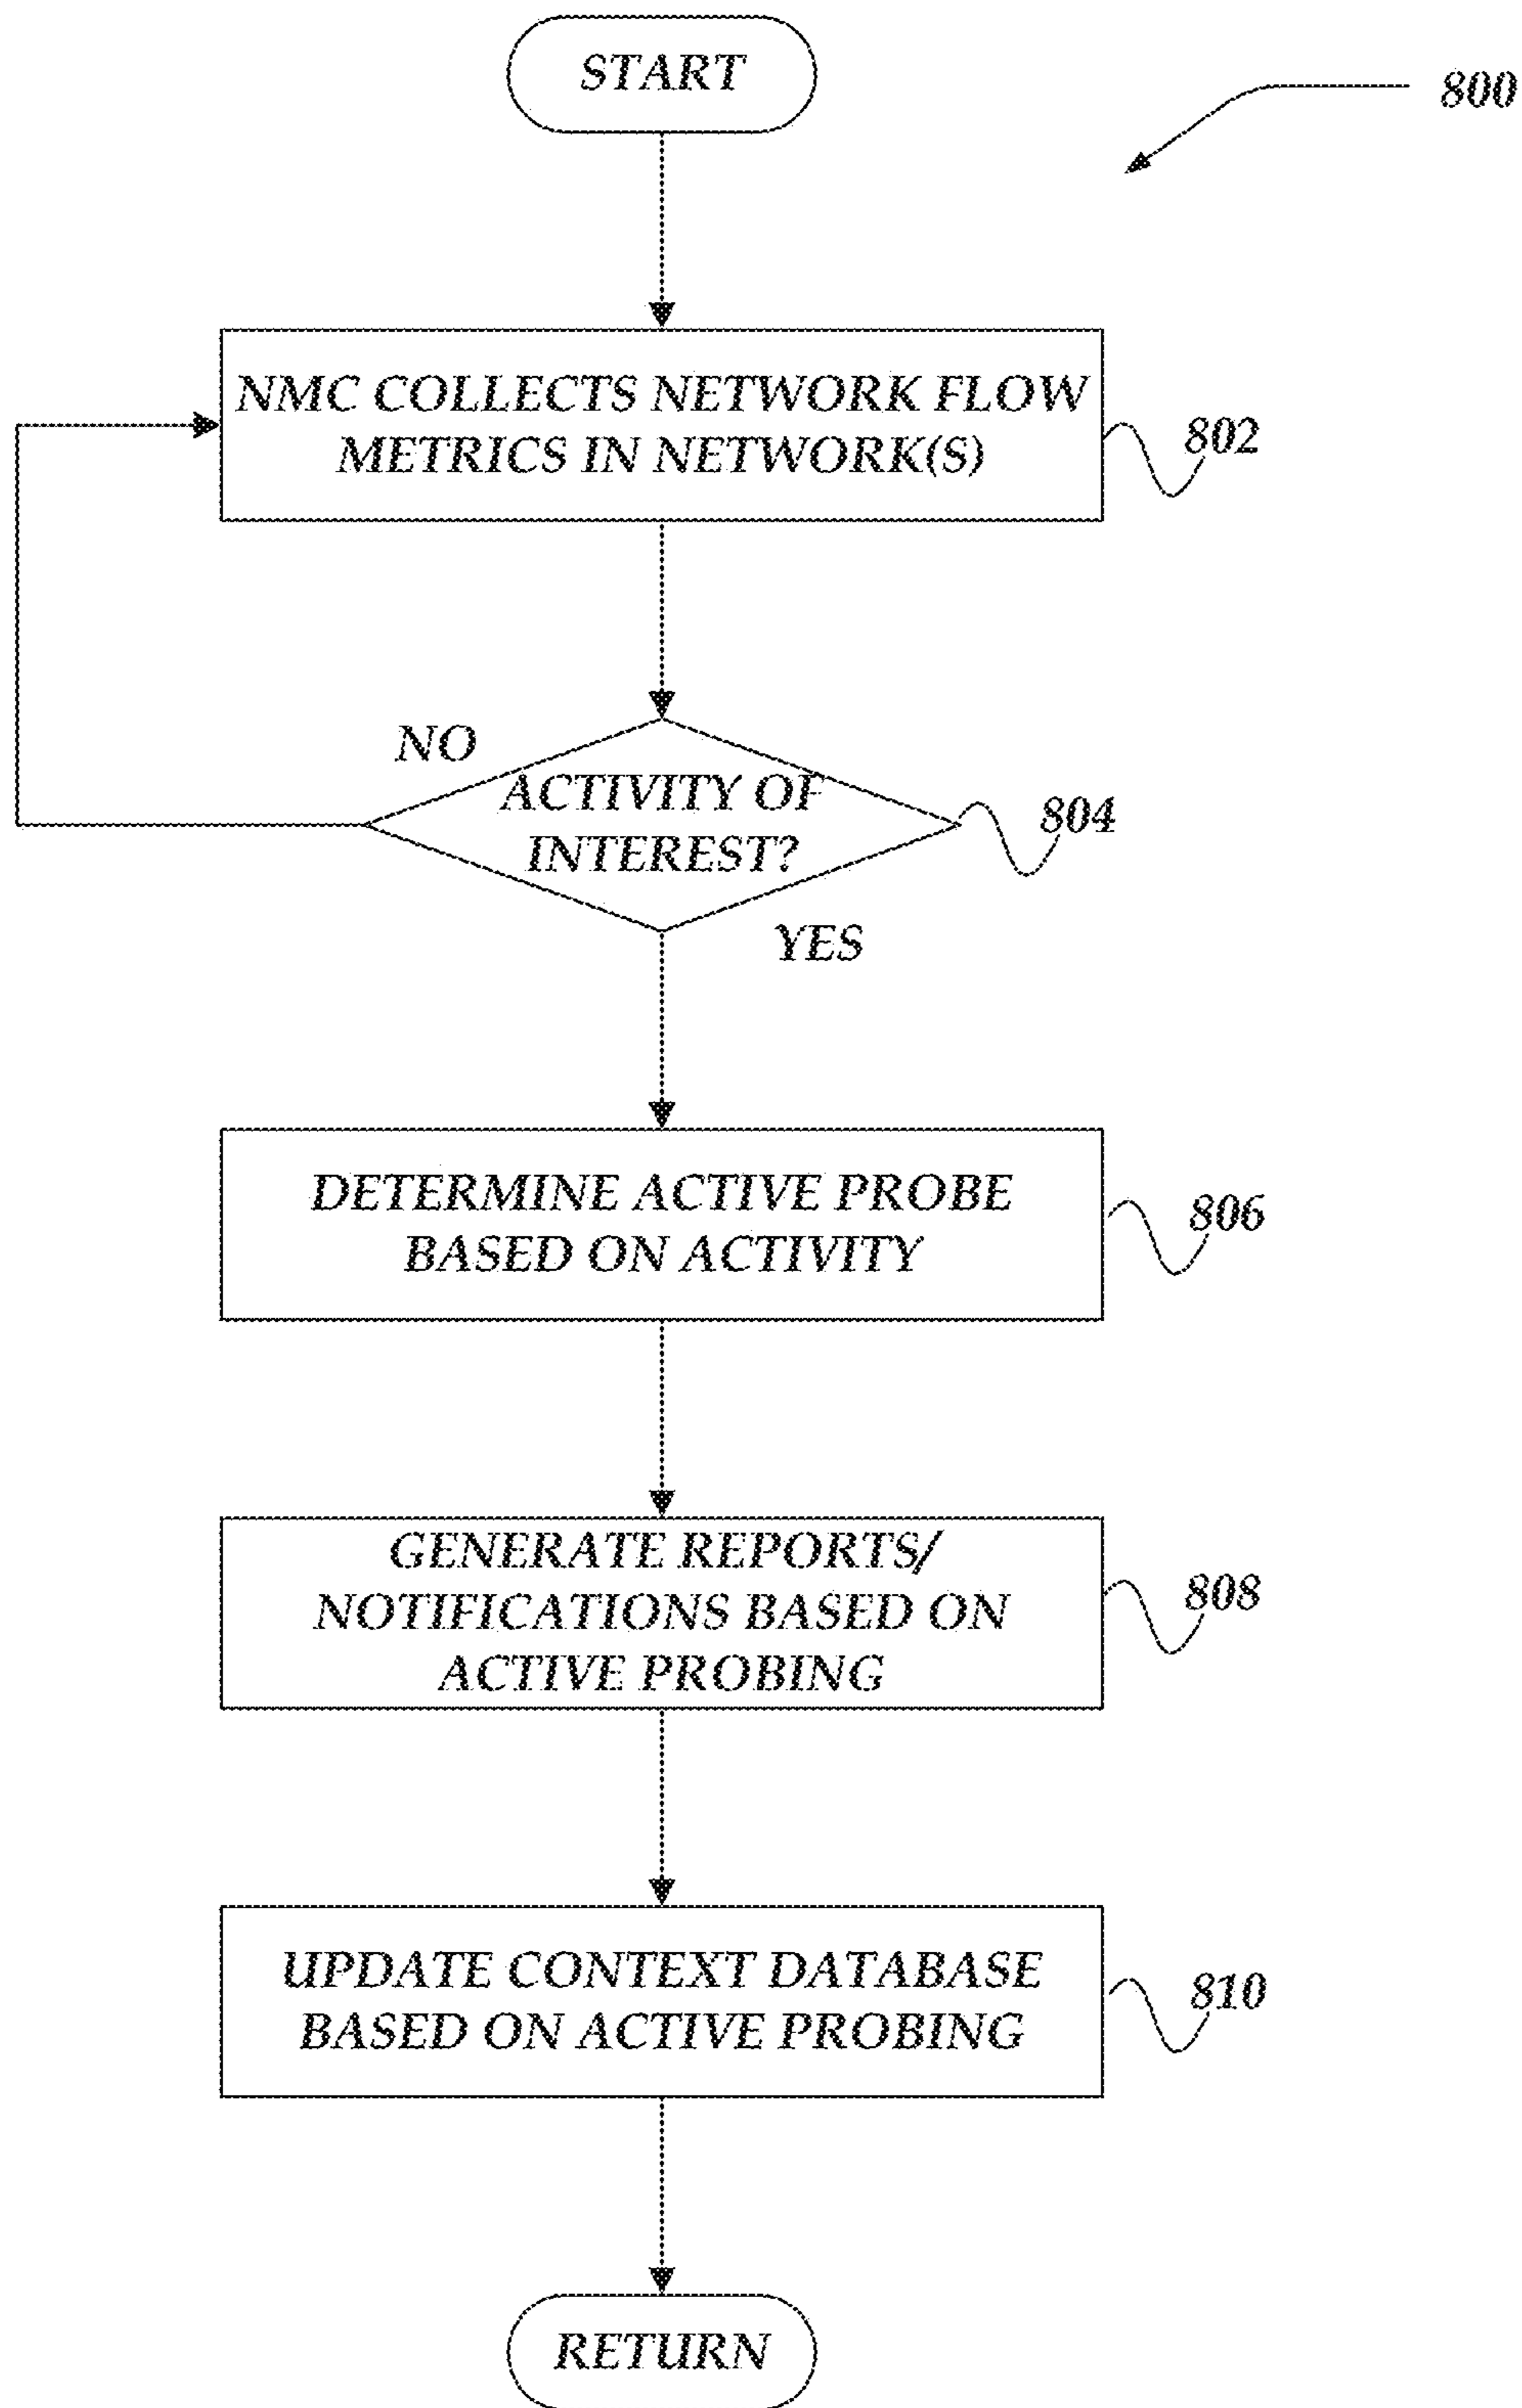 START
800
NMC COLLECTS NETWORK FLOW
METRICS IN NETWORK(S)
802
NO
ACTIVITY OF
INTEREST?
804
YES
DETERMINE ACTIVE PROBE
BASED ON ACTIVITY
806
GENERATE REPORTS/
NOTIFICATIONS BASED ON
ACTIVE PROBING
808
UPDATE CONTEXT DATABASE
BASED ON ACTIVE PROBING
810
RETURN